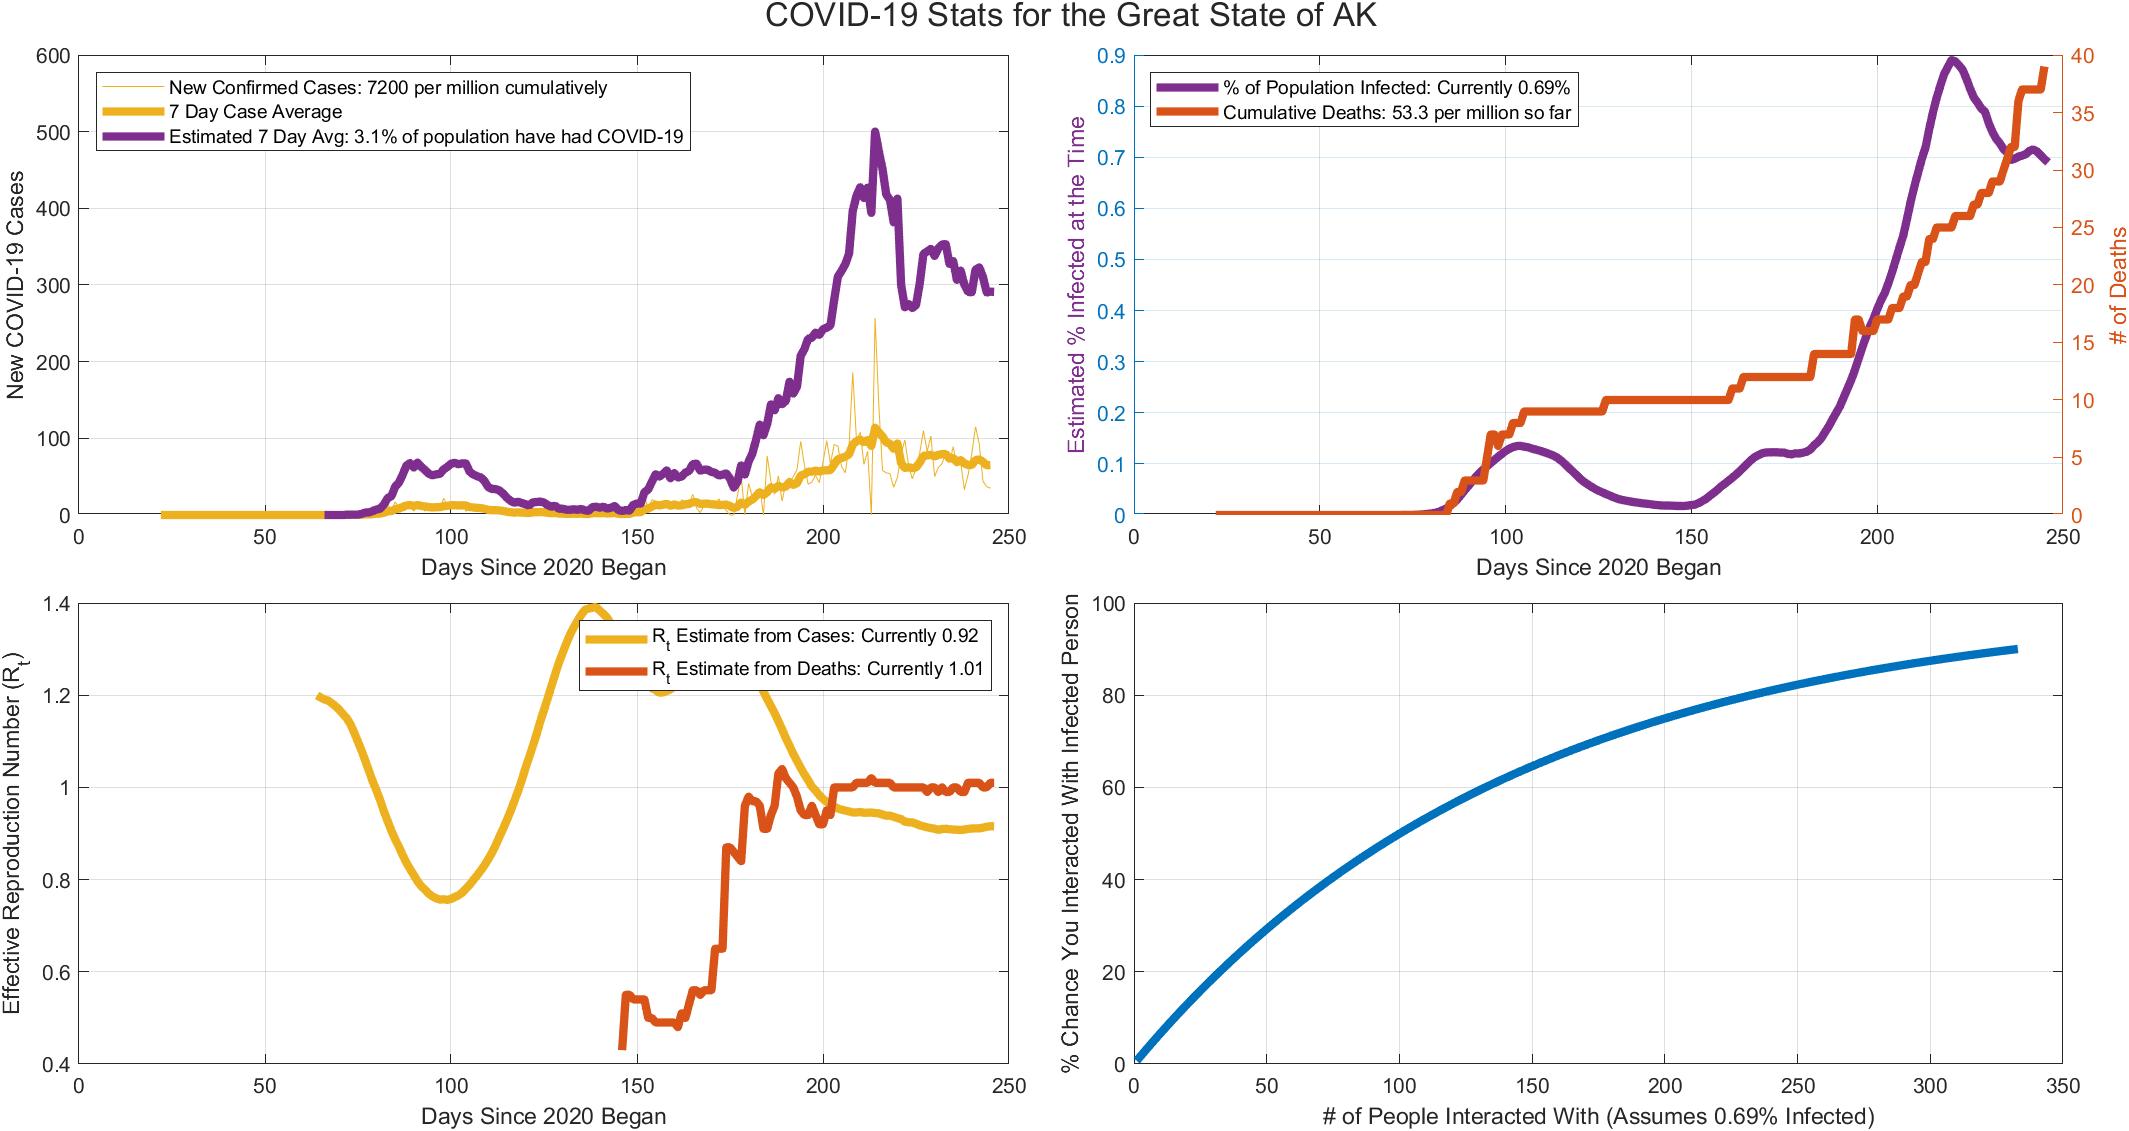 COVID-19 Stats for the Great State of AK
New COVID-19 Cases
600
500
400
300
200
100
0
New Confirmed Cases: 7200 per million cumulatively
7 Day Case Average
Estimated 7 Day Avg: 3.1% of population have had COVID-19
0 50 100 150 200 250
Days Since 2020 Began
Estimated % Infected at the Time
0.9
0.8
0.7
0.6
0.5
0.4
0.3
0.2
0.1
0
% of Population Infected: Currently 0.69%
Cumulative Deaths: 53.3 per million so far
40
35
30
25
20
15
10
5
0
# of Deaths
0 50 100 150 200 250
Days Since 2020 Began
Effective Reproduction Number (Rt)
1.4
1.2
1
0.8
0.6
0.4
Rt Estimate from Cases: Currently 0.92
Rt Estimate from Deaths: Currently 1.01
0 50 100 150 200 250
Days Since 2020 Began
% Chance You Interacted With Infected Person
100
80
60
40
20
0
0 50 100 150 200 250 300 350
# of People Interacted With (Assumes 0.69% Infected)